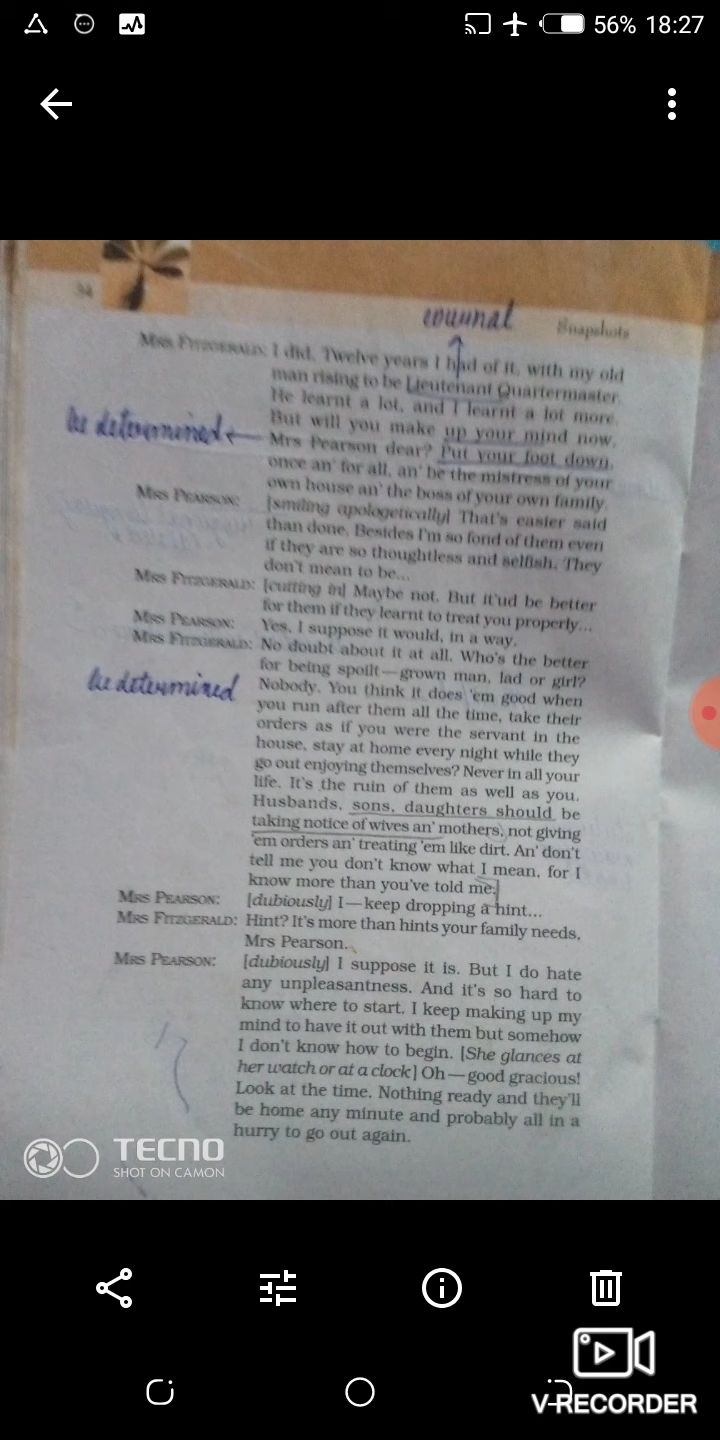 56% 18:27
34
Snapshots
MRS FITZGERALD: I did. Twelve years I had of it, with my old
man rising to be Lieutenant Quartermaster.
He learnt a lot, and I learnt a lot more.
But will you make up your mind now,
be determined
Mrs Pearson dear? Put your foot down,
once an' for all, an' be the mistress of your
own house an' the boss of your own family.
MRS PEARSON: [smiling apologetically] That's easier said
than done. Besides I'm so fond of them even
if they are so thoughtless and selfish. They
don't mean to be...
MRS FITZGERALD: [cutting in] Maybe not. But it'ud be better
for them if they learnt to treat you properly...
MRS PEARSON: Yes, I suppose it would, in a way.
MRS FITZGERALD: No doubt about it at all. Who's the better
for being spoilt—grown man, lad or girl?
be determined
Nobody. You think it does 'em good when
you run after them all the time, take their
orders as if you were the servant in the
house, stay at home every night while they
go out enjoying themselves? Never in all your
life. It's the ruin of them as well as you.
Husbands, sons, daughters should be
taking notice of wives an' mothers, not giving
'em orders an' treating 'em like dirt. An' don't
tell me you don't know what I mean, for I
know more than you've told me.
MRS PEARSON: [dubiously] I—keep dropping a hint...
MRS FITZGERALD: Hint? It's more than hints your family needs,
Mrs Pearson.
MRS PEARSON: [dubiously] I suppose it is. But I do hate
any unpleasantness. And it's so hard to
know where to start. I keep making up my
mind to have it out with them but somehow
I don't know how to begin. [She glances at
her watch or at a clock] Oh—good gracious!
Look at the time. Nothing ready and they'll
be home any minute and probably all in a
hurry to go out again.
TECNO
SHOT ON CAMON
V-RECORDER